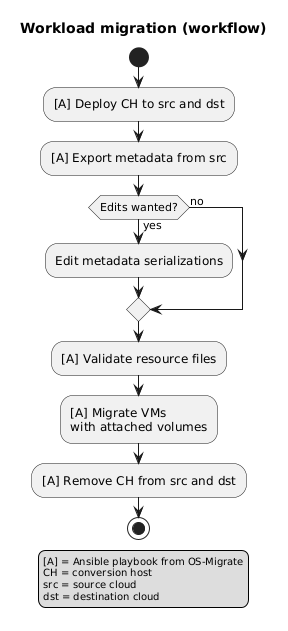 Workload migration (workflow)
[A] Deploy CH to src and dst
[A] Export metadata from src
Edits wanted?
no
yes
Edit metadata serializations
[A] Validate resource files
[A] Migrate VMs
with attached volumes
[A] Remove CH from src and dst
[A] = Ansible playbook from OS-Migrate
CH = conversion host
src = source cloud
dst = destination cloud